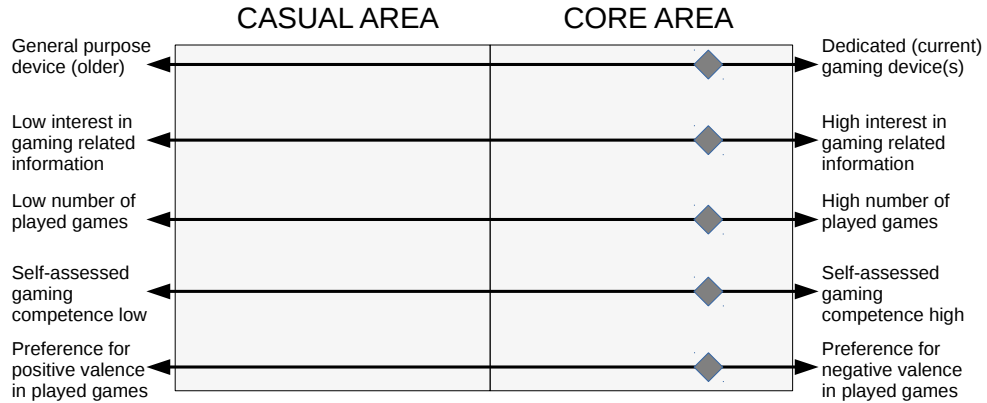 CASUAL AREA
CORE AREA
General purpose
device (older)
Dedicated (current)
gaming device(s)
Low interest in
gaming related
information
High interest in
gaming related
information
Low number of
played games
High number of
played games
Self-assessed
gaming
competence low
Self-assessed
gaming
competence high
Preference for
positive valence
in played games
Preference for
negative valence
in played games